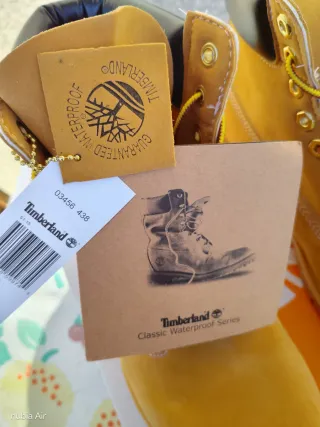 GUARANTEED WATERPROOF
TIMBERLAND®
03456 438
Timberland
Timberland
Classic Waterproof Series